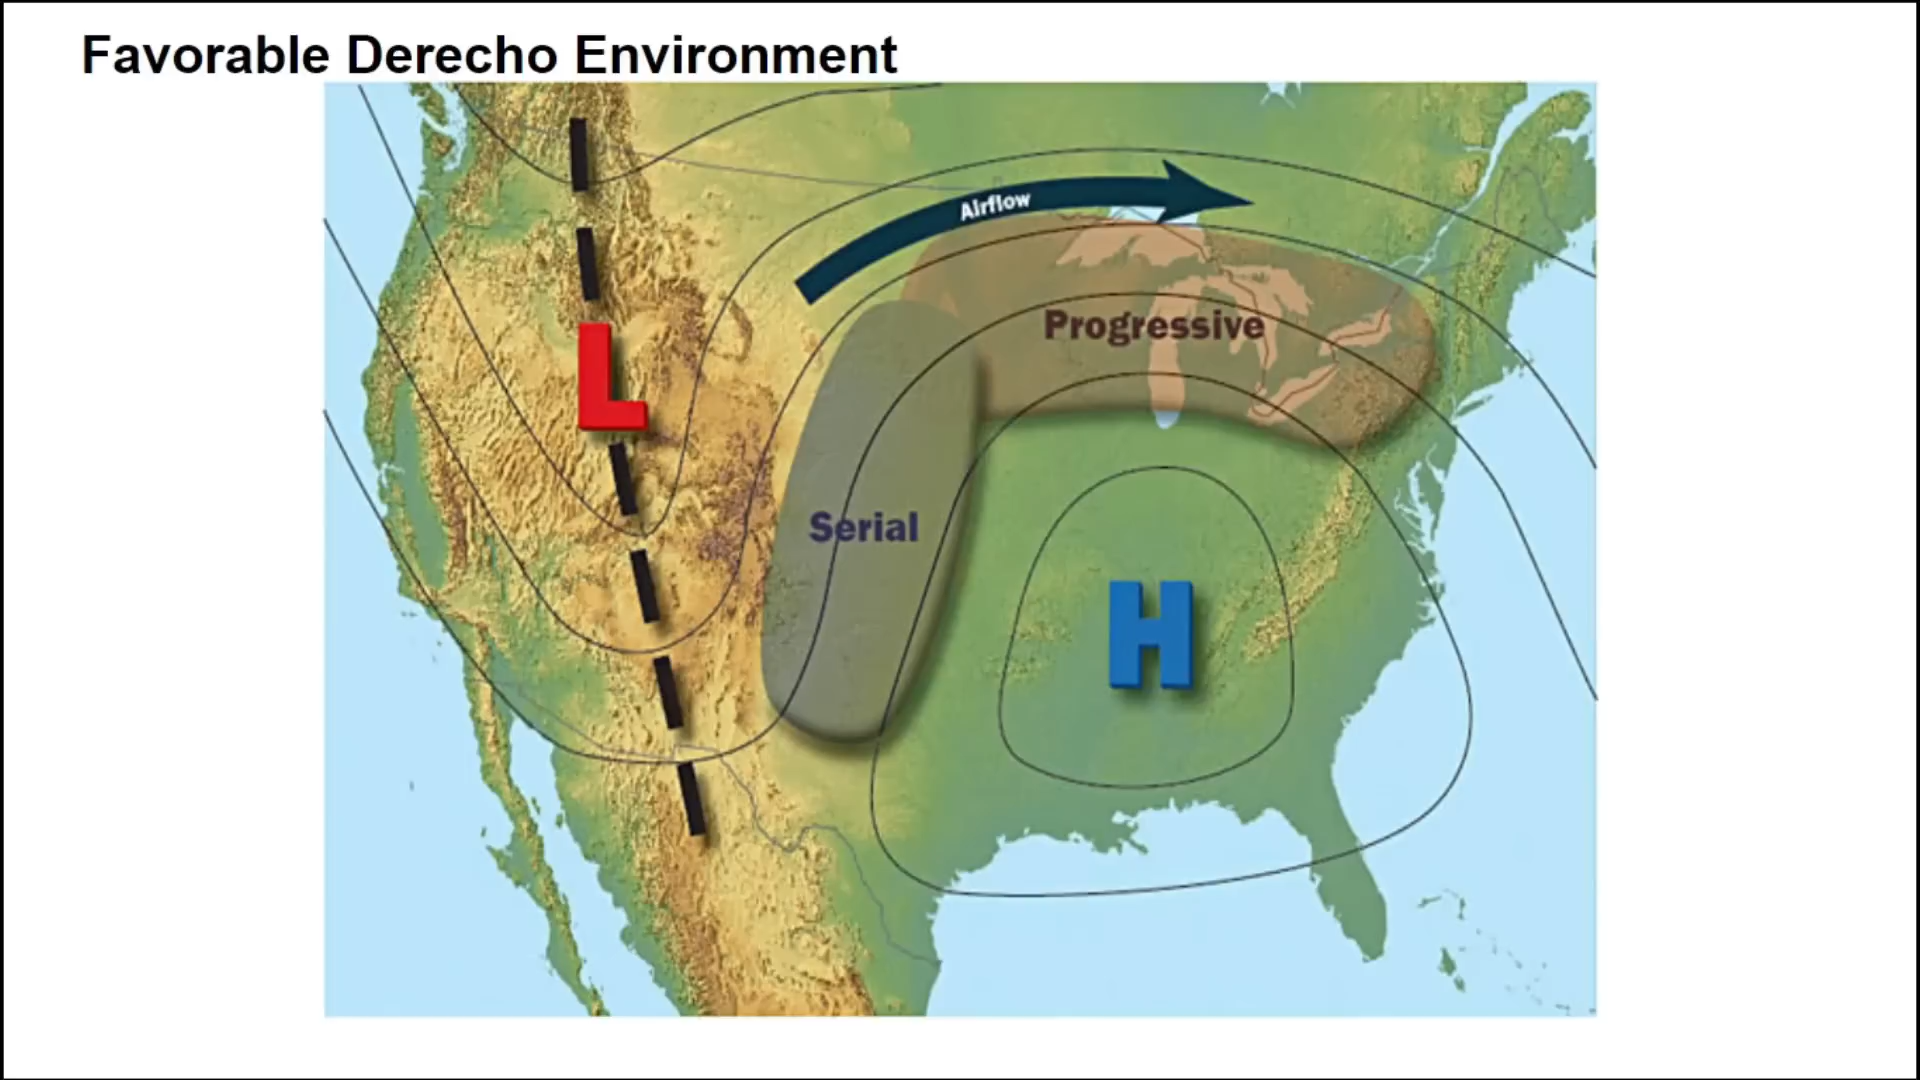 Favorable Derecho Environment
Airflow
L
Progressive
Serial
H